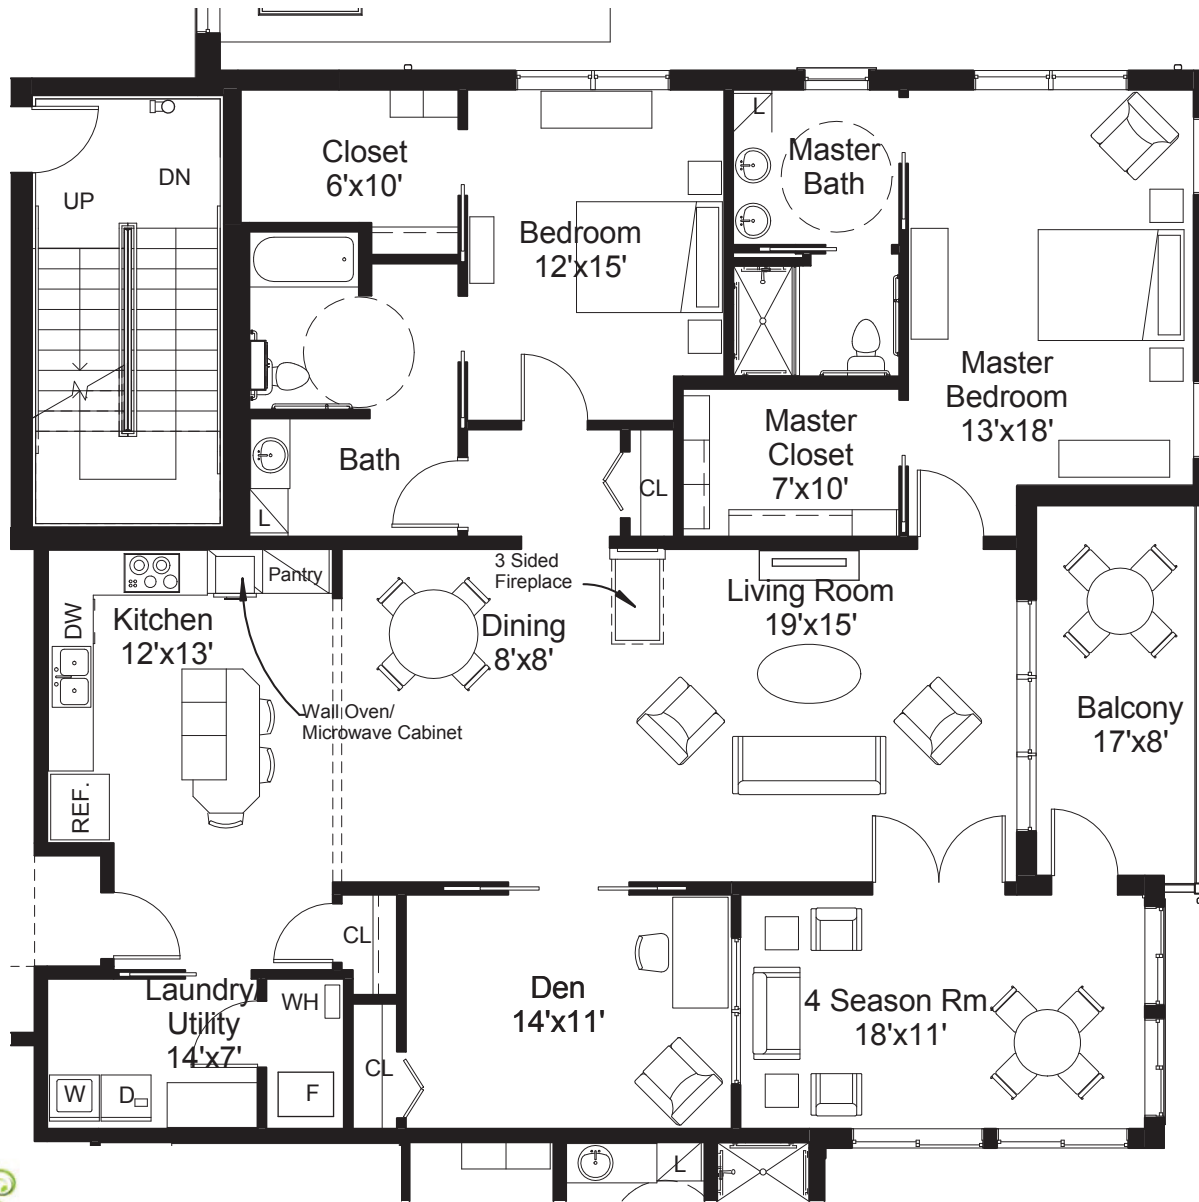 L
Closet
6'x10'
Master
Bath
DN
UP
Bedroom
12'x15'
Master
Bedroom
13'x18'
Master
Closet
7'x10'
Bath
CL
L
3 Sided
Fireplace
Pantry
Living Room
19'x15'
DW
Kitchen
12'x13'
Dining
8'x8'
Wall Oven/
Microwave Cabinet
Balcony
17'x8'
REF.
CL
Laundry/
Utility
14'x7'
WH
Den
14'x11'
4 Season Rm.
18'x11'
CL
W
D
F
L